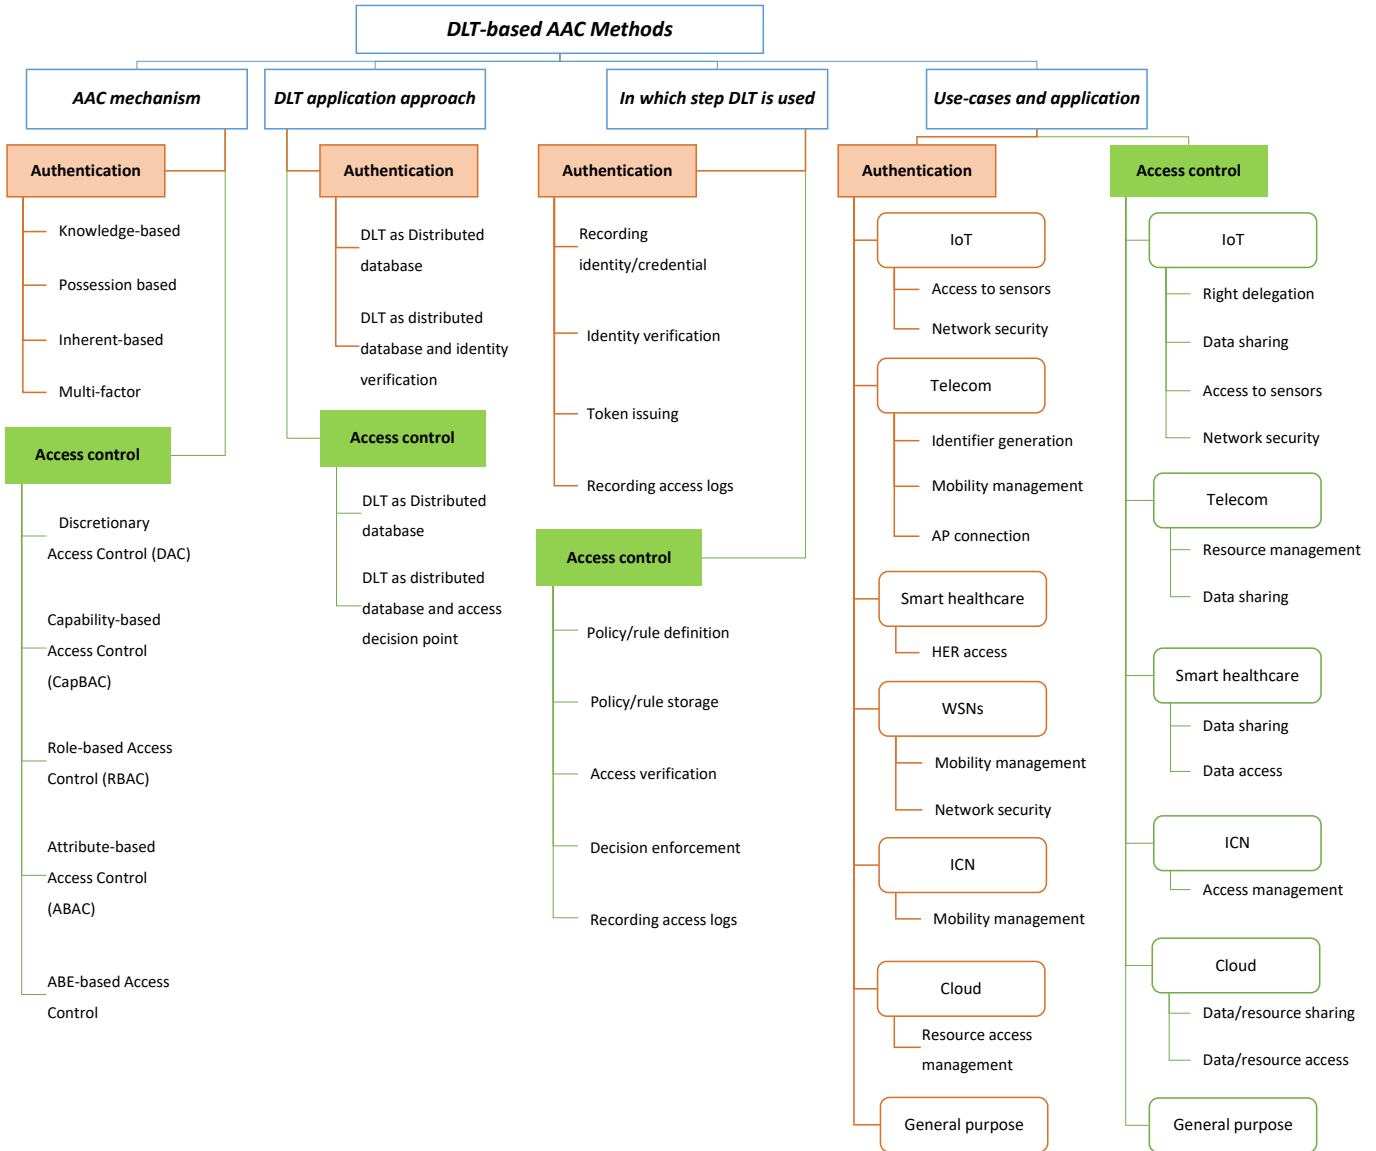 DLT-based AAC Methods
AAC mechanism
Authentication
Knowledge-based
Possession based
Inherent-based
Multi-factor
Access control
Discretionary
Access Control (DAC)
Capability-based
Access Control
(CapBAC)
Role-based Access
Control (RBAC)
Attribute-based
Access Control
(ABAC)
ABE-based Access
Control
DLT application approach
Authentication
DLT as Distributed
database
DLT as distributed
database and identity
verification
Access control
DLT as Distributed
database
DLT as distributed
database and access
decision point
In which step DLT is used
Authentication
Recording
identity/credential
Identity verification
Token issuing
Recording access logs
Access control
Policy/rule definition
Policy/rule storage
Access verification
Decision enforcement
Recording access logs
Use-cases and application
Authentication
IoT
Access to sensors
Network security
Telecom
Identifier generation
Mobility management
AP connection
Smart healthcare
HER access
WSNs
Mobility management
Network security
ICN
Mobility management
Cloud
Resource access
management
General purpose
Access control
IoT
Right delegation
Data sharing
Access to sensors
Network security
Telecom
Resource management
Data sharing
Smart healthcare
Data sharing
Data access
ICN
Access management
Cloud
Data/resource sharing
Data/resource access
General purpose